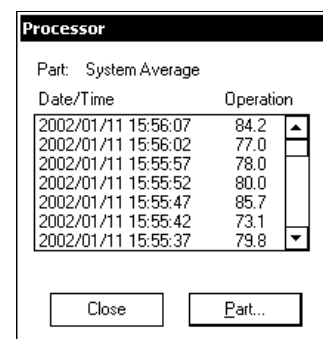 Processor
Part: System Average
Date/Time Operation
2002/01/11 15:56:07 84.2
2002/01/11 15:56:02 77.0
2002/01/11 15:55:57 78.0
2002/01/11 15:55:52 80.0
2002/01/11 15:55:47 85.7
2002/01/11 15:55:42 73.1
2002/01/11 15:55:37 79.8
Close Part...